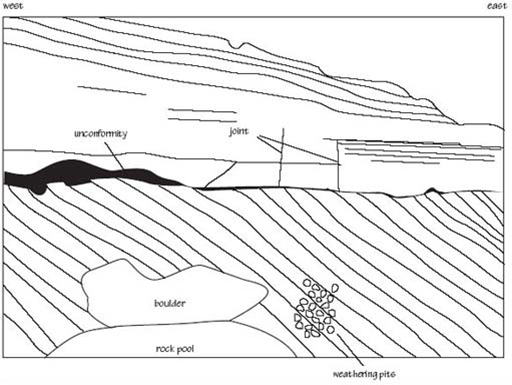 west
east
unconformity
joint
boulder
rock pool
weathering pits